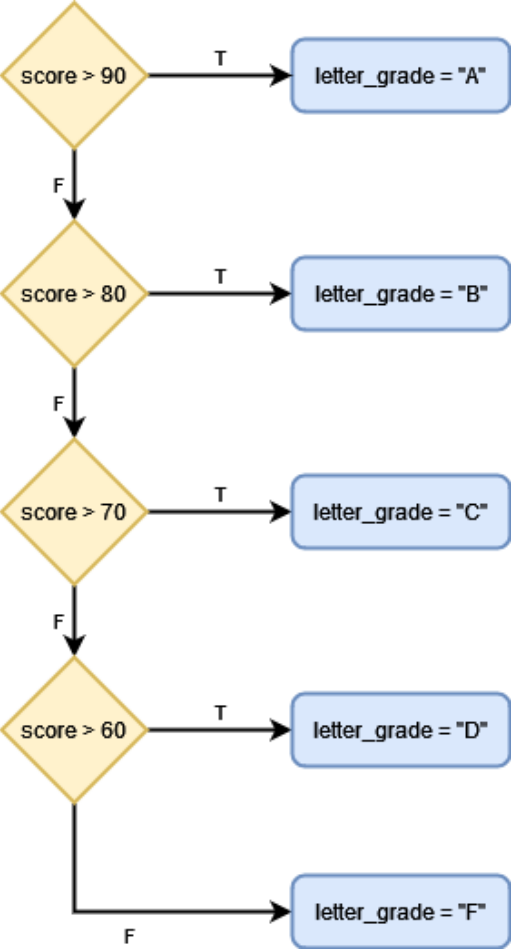 score > 90
T
letter_grade = "A"
F
score > 80
T
letter_grade = "B"
F
score > 70
T
letter_grade = "C"
F
score > 60
T
letter_grade = "D"
F
letter_grade = "F"